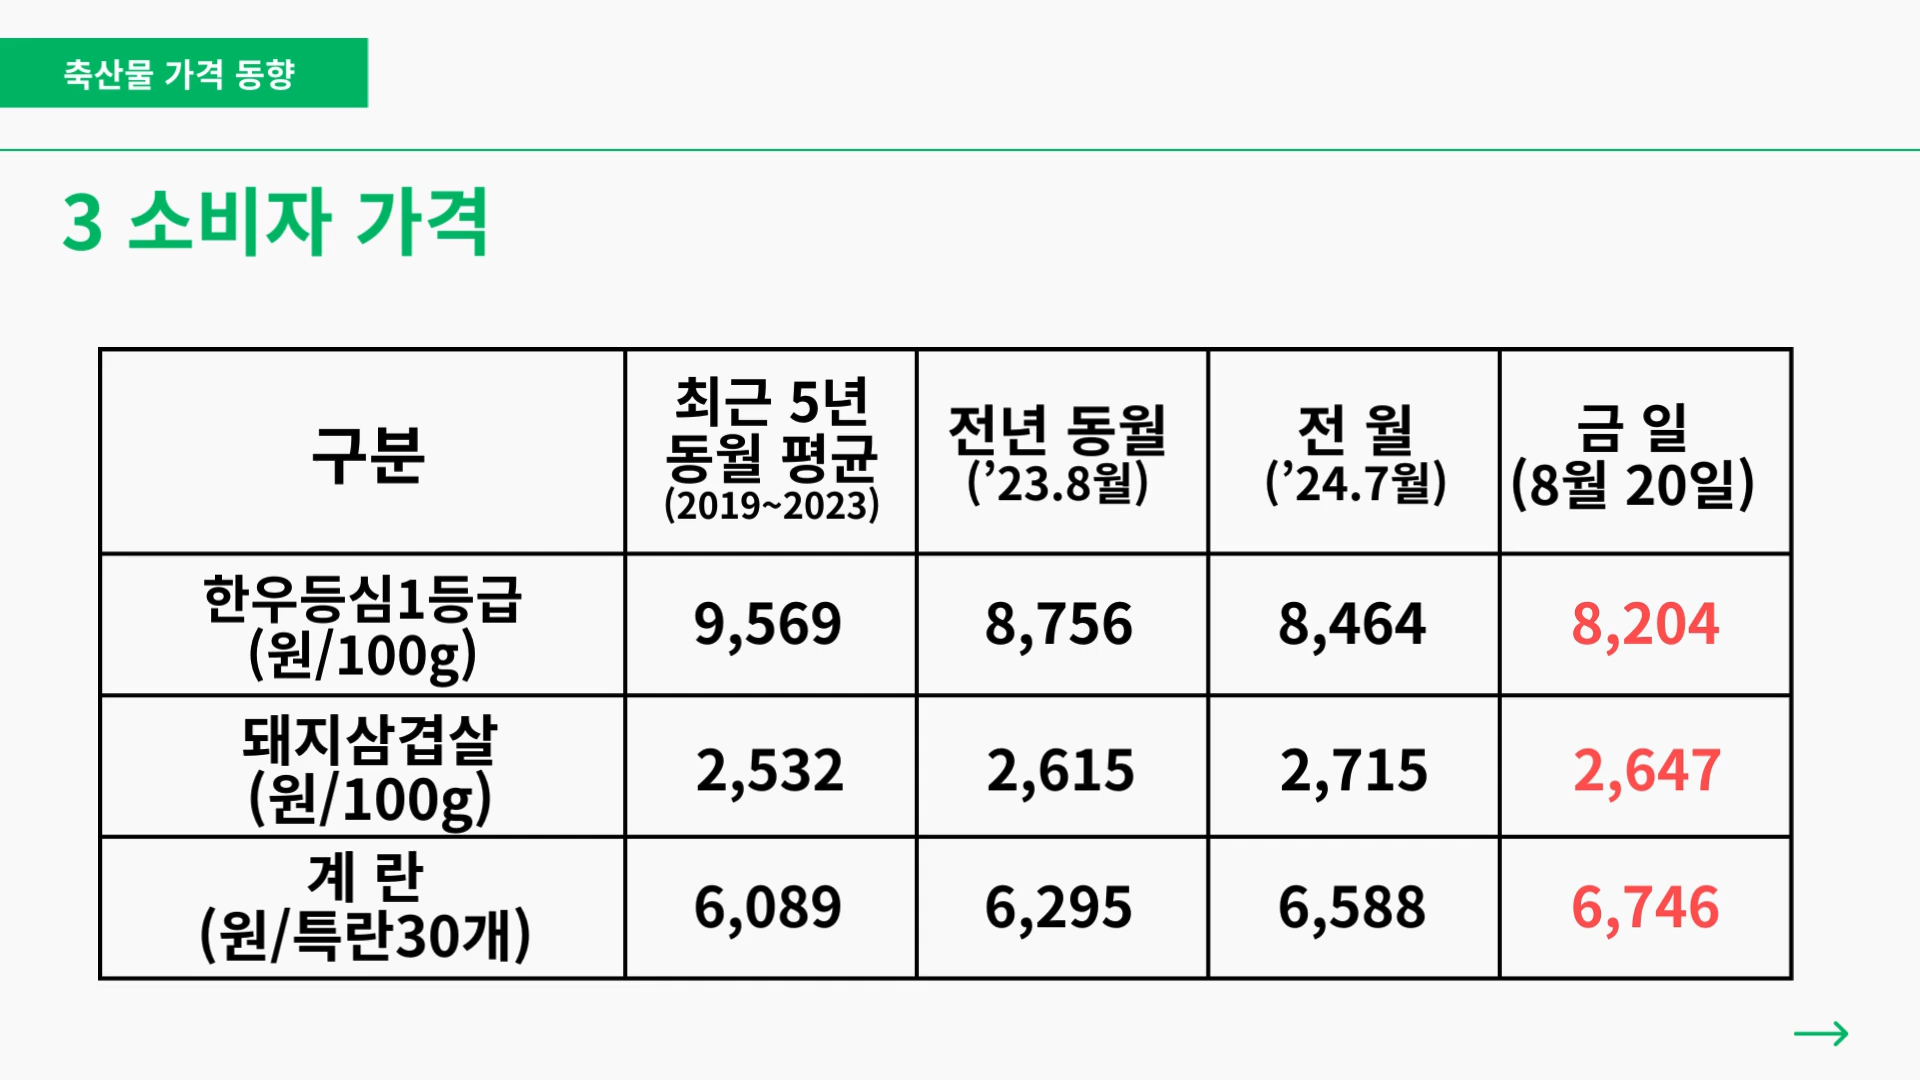 축산물 가격 동향
3 소비자 가격
구분
최근 5년
동월 평균
(2019~2023)
전년 동월
(’23.8월)
전 월
(’24.7월)
금 일
(8월 20일)
한우등심1등급
(원/100g)
9,569
8,756
8,464
8,204
돼지삼겹살
(원/100g)
2,532
2,615
2,715
2,647
계 란
(원/특란30개)
6,089
6,295
6,588
6,746